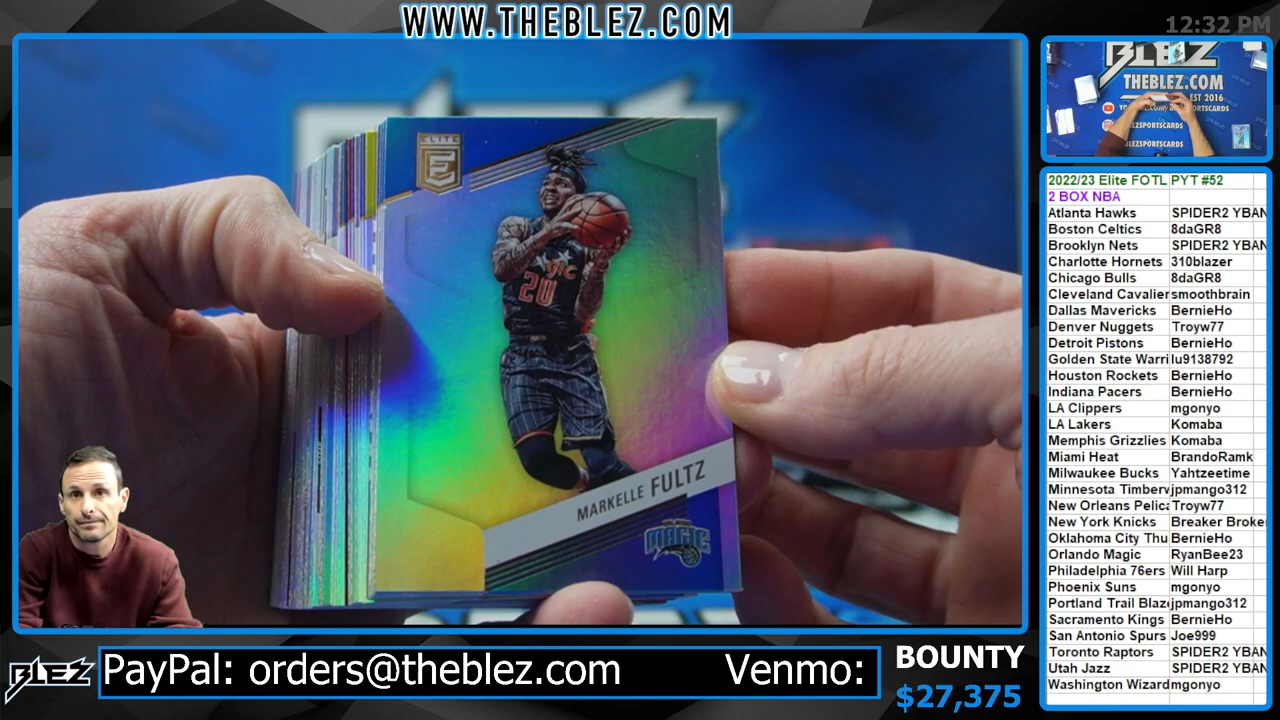 WWW.THEBLEZ.COM
12:32 PM
ELITE
E
20
MARKELLE FULTZ
MAGIC
BLEZ
THEBLEZ.COM
EST 2016
2022/23 Elite FOTL PYT #52
2 BOX NBA
Atlanta Hawks SPIDER2 YBAN
Boston Celtics 8daGR8
Brooklyn Nets SPIDER2 YBAN
Charlotte Hornets 310blazer
Chicago Bulls 8daGR8
Cleveland Cavalier smoothbrain
Dallas Mavericks BernieHo
Denver Nuggets Troyw77
Detroit Pistons BernieHo
Golden State Warri lu9138792
Houston Rockets BernieHo
Indiana Pacers BernieHo
LA Clippers mgonyo
LA Lakers Komaba
Memphis Grizzlies Komaba
Miami Heat BrandoRamk
Milwaukee Bucks Yahtzeetime
Minnesota Timberv jpmango312
New Orleans Pelica Troyw77
New York Knicks Breaker Broke
Oklahoma City Thu BernieHo
Orlando Magic RyanBee23
Philadelphia 76ers Will Harp
Phoenix Suns mgonyo
Portland Trail Blaz jpmango312
Sacramento Kings BernieHo
San Antonio Spurs Joe999
Toronto Raptors SPIDER2 YBAN
Utah Jazz SPIDER2 YBAN
Washington Wizard mgonyo
BLEZ
PayPal: orders@theblez.com Venmo:
BOUNTY
$27,375